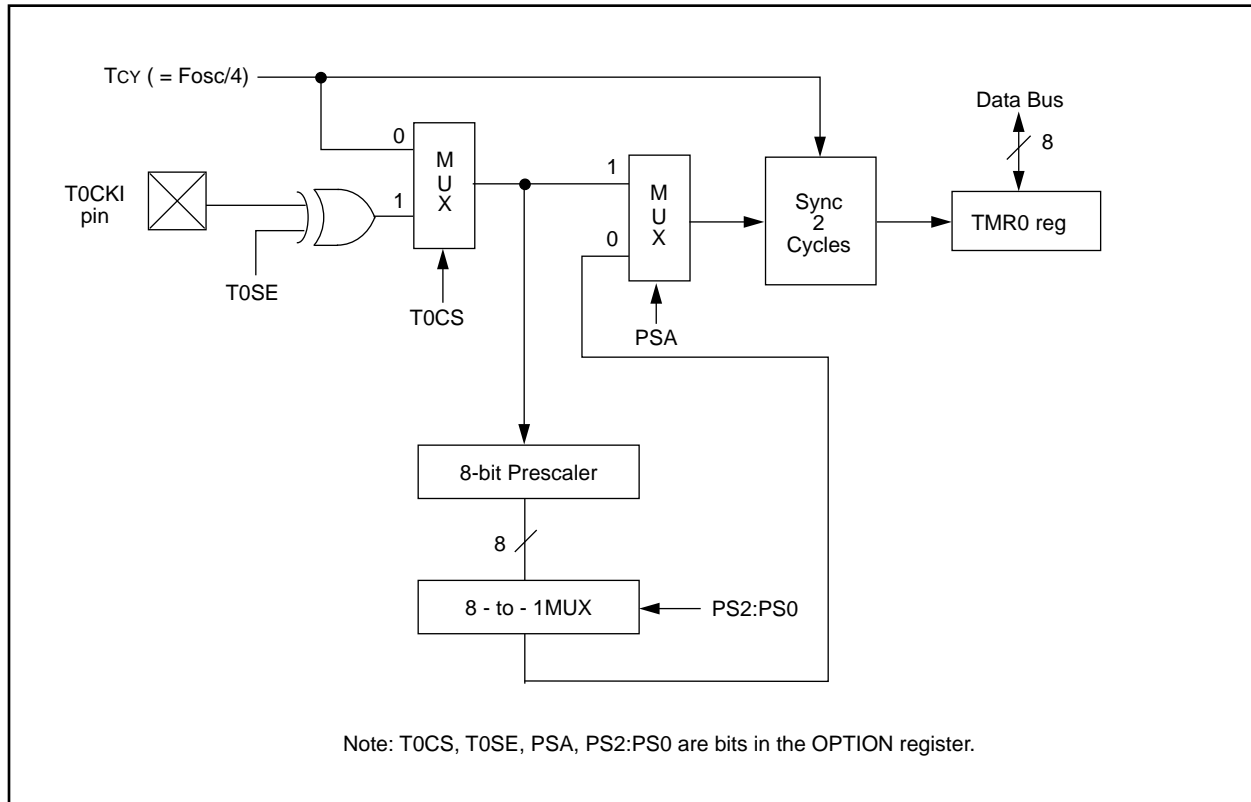 TCY ( = Fosc/4)
Data Bus
8
0
M
U
X
1
T0CKI
pin
T0SE
T0CS
1
M
U
X
0
PSA
Sync
2
Cycles
TMR0 reg
8-bit Prescaler
8
8 - to - 1MUX
PS2:PS0
Note: T0CS, T0SE, PSA, PS2:PS0 are bits in the OPTION register.